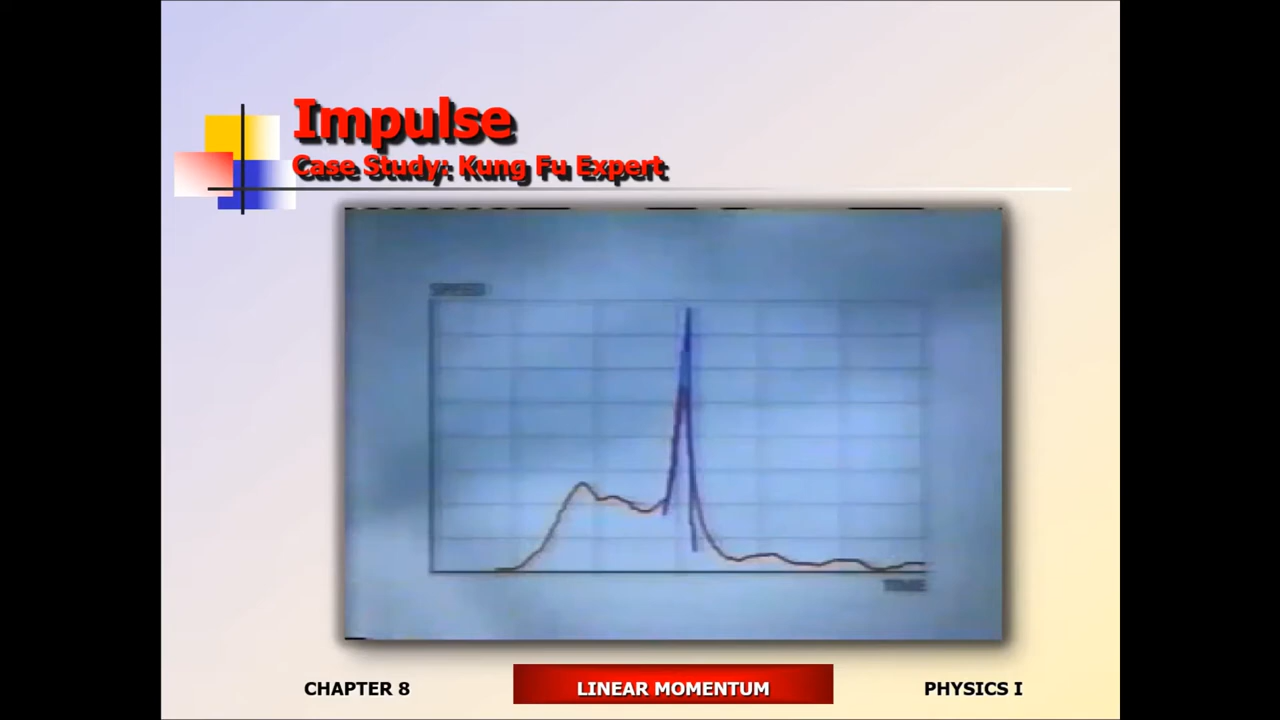 Impulse
Case Study: Kung Fu Expert
SPEED
TIME
CHAPTER 8
LINEAR MOMENTUM
PHYSICS I